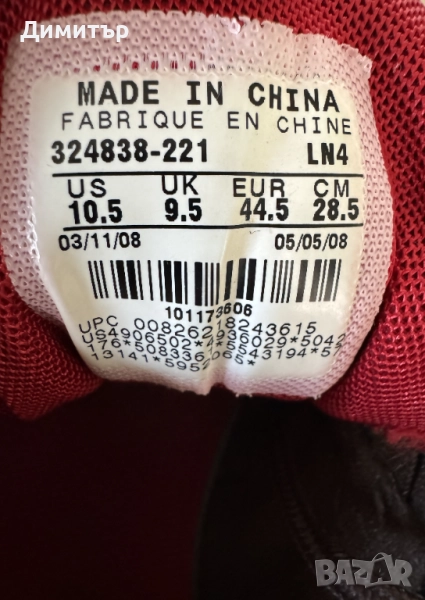 Димитър
MADE IN CHINA
FABRIQUE EN CHINE
324838-221 LN4
US UK EUR CM
10.5 9.5 44.5 28.5
03/11/08 05/05/08
101173606
UPC 00826218243615
BAZAR